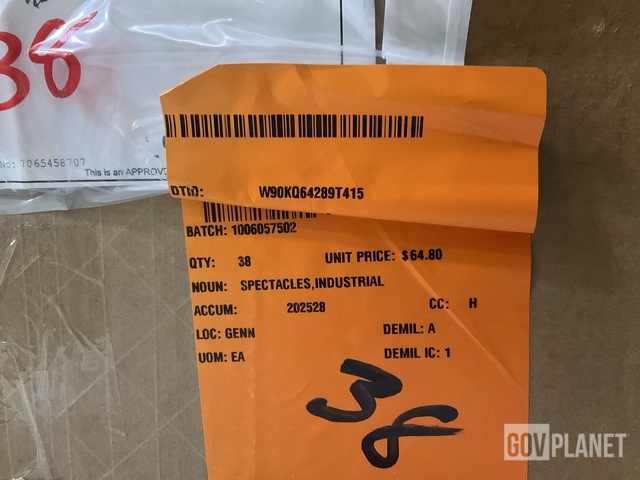 38
No: 7065458707
This is an APPROVE
DTID: W90KQ64289T415
BATCH: 1006057502
QTY: 38 UNIT PRICE: $64.80
NOUN: SPECTACLES,INDUSTRIAL
ACCUM: 202528 CC: H
LOC: GENN DEMIL: A
UOM: EA DEMIL IC: 1
38
GOVPLANET